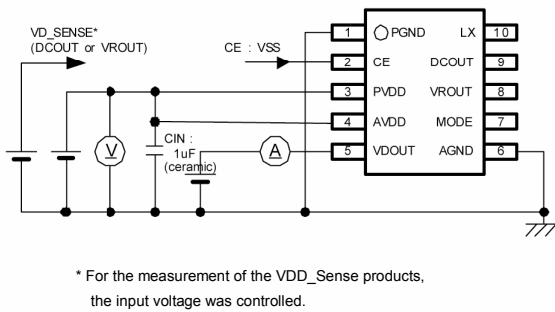 VD_SENSE*
(DCOUT or VROUT)
CE : VSS
1 PGND LX 10
2 CE DCOUT 9
3 PVDD VROUT 8
4 AVDD MODE 7
5 VDOUT AGND 6
V
CIN :
1uF
(ceramic)
A
* For the measurement of the VDD_Sense products,
the input voltage was controlled.